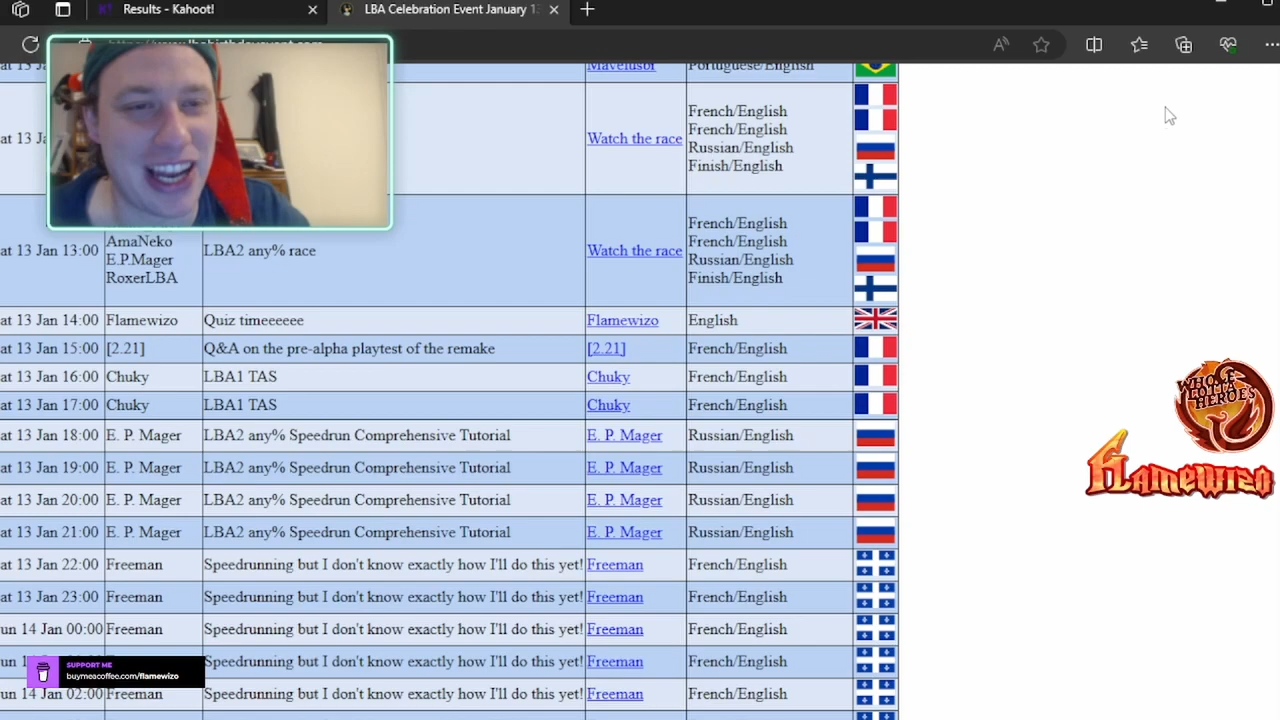 Results - Kahoot!
LBA Celebration Event January 13
at 13 Ja
Watch the race
Portuguese/English
French/English
French/English
Russian/English
Finish/English
at 13 Jan 13:00
AmaNeko
E.P.Mager
RoxerLBA
LBA2 any% race
Watch the race
French/English
French/English
Russian/English
Finish/English
at 13 Jan 14:00 Flamewizo Quiz timeeeeee Flamewizo English
at 13 Jan 15:00 [2.21] Q&A on the pre-alpha playtest of the remake [2.21] French/English
at 13 Jan 16:00 Chuky LBA1 TAS Chuky French/English
at 13 Jan 17:00 Chuky LBA1 TAS Chuky French/English
at 13 Jan 18:00 E. P. Mager LBA2 any% Speedrun Comprehensive Tutorial E. P. Mager Russian/English
at 13 Jan 19:00 E. P. Mager LBA2 any% Speedrun Comprehensive Tutorial E. P. Mager Russian/English
at 13 Jan 20:00 E. P. Mager LBA2 any% Speedrun Comprehensive Tutorial E. P. Mager Russian/English
at 13 Jan 21:00 E. P. Mager LBA2 any% Speedrun Comprehensive Tutorial E. P. Mager Russian/English
at 13 Jan 22:00 Freeman Speedrunning but I don't know exactly how I'll do this yet! Freeman French/English
at 13 Jan 23:00 Freeman Speedrunning but I don't know exactly how I'll do this yet! Freeman French/English
un 14 Jan 00:00 Freeman Speedrunning but I don't know exactly how I'll do this yet! Freeman French/English
un 1 Freeman Speedrunning but I don't know exactly how I'll do this yet! Freeman French/English
un 14 Jan 02:00 Freeman Speedrunning but I don't know exactly how I'll do this yet! Freeman French/English
SUPPORT ME
buymeacoffee.com/flamewizo
WHOLE
LOTTA
HEROES
FLAMEWIZO